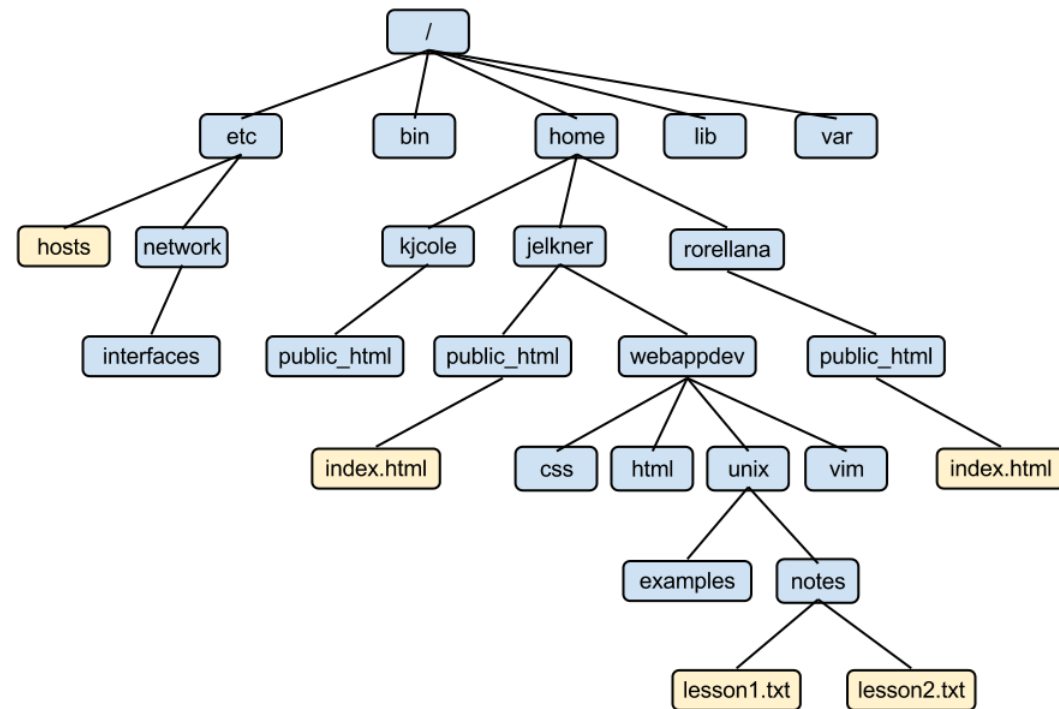 /
etc
bin
home
lib
var
hosts
network
kjcole
jelkner
rorellana
interfaces
public_html
public_html
webappdev
public_html
index.html
css
html
unix
vim
index.html
examples
notes
lesson1.txt
lesson2.txt